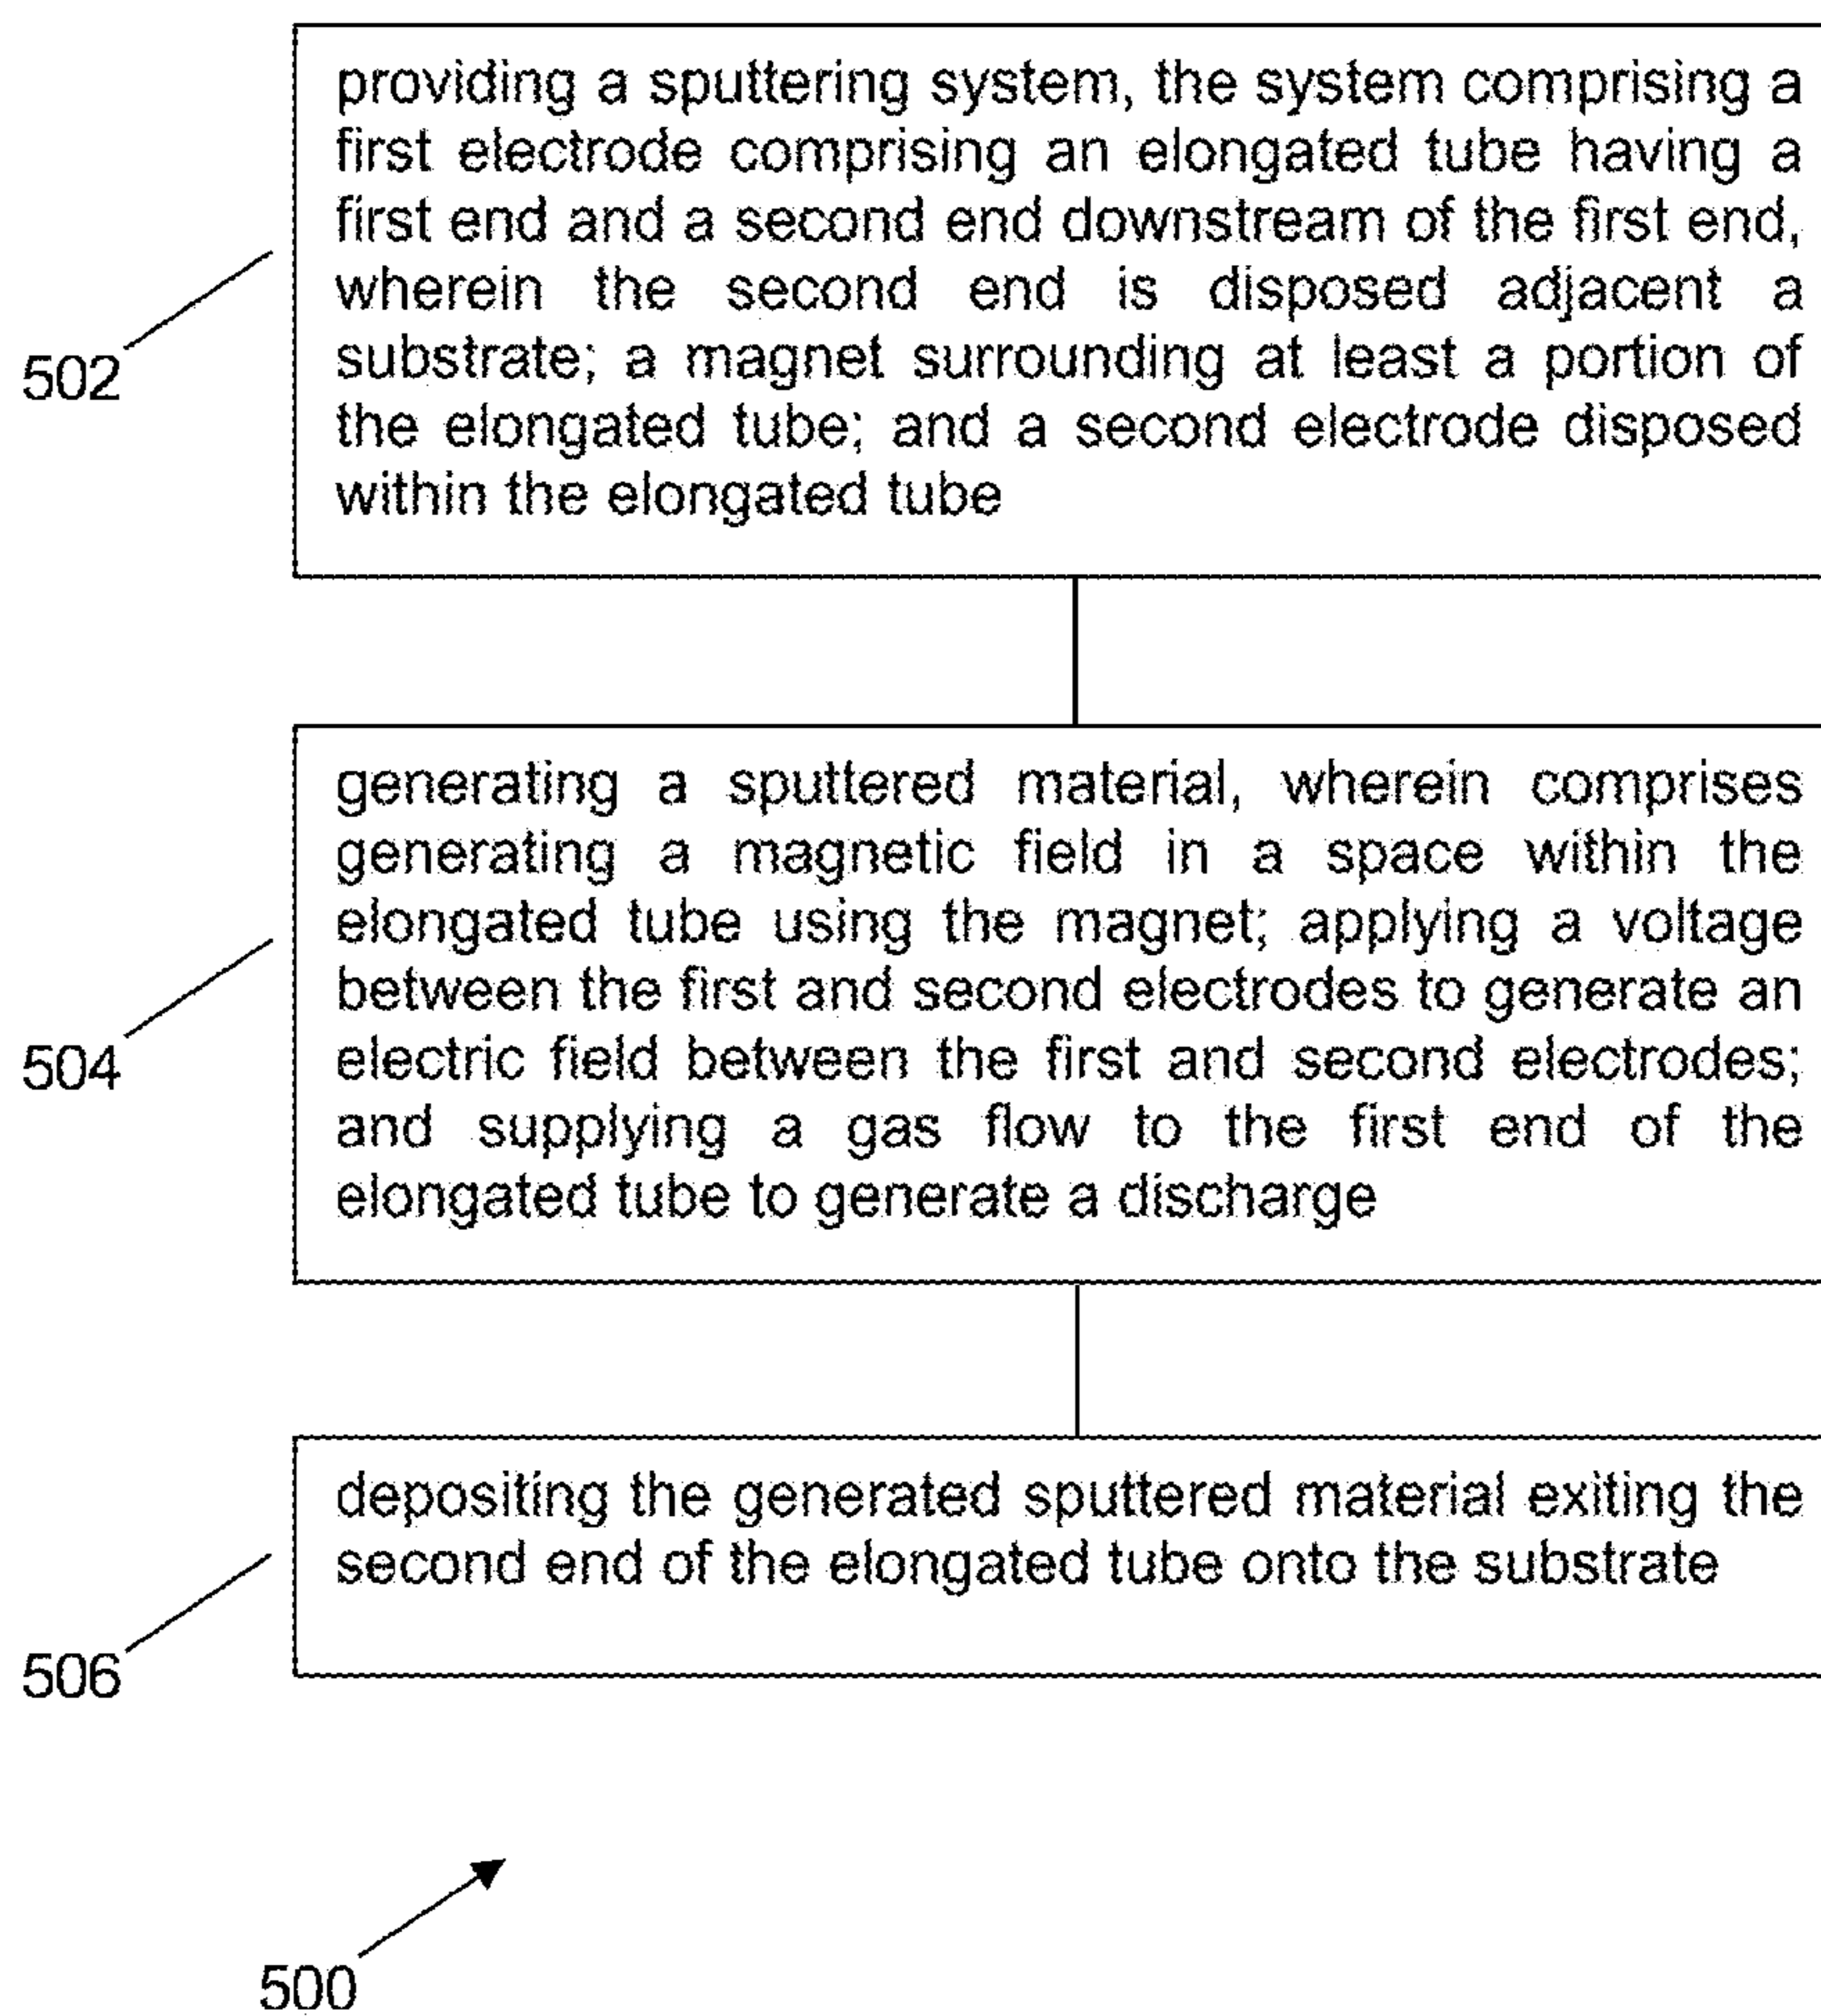 providing a sputtering system, the system comprising a
first electrode comprising an elongated tube having a
first end and a second end downstream of the first end,
wherein the second end is disposed adjacent a
substrate; a magnet surrounding at least a portion of
the elongated tube; and a second electrode disposed
within the elongated tube
502
generating a sputtered material, wherein comprises
generating a magnetic field in a space within the
elongated tube using the magnet; applying a voltage
between the first and second electrodes to generate an
electric field between the first and second electrodes;
and supplying a gas flow to the first end of the
elongated tube to generate a discharge
504
depositing the generated sputtered material exiting the
second end of the elongated tube onto the substrate
506
500